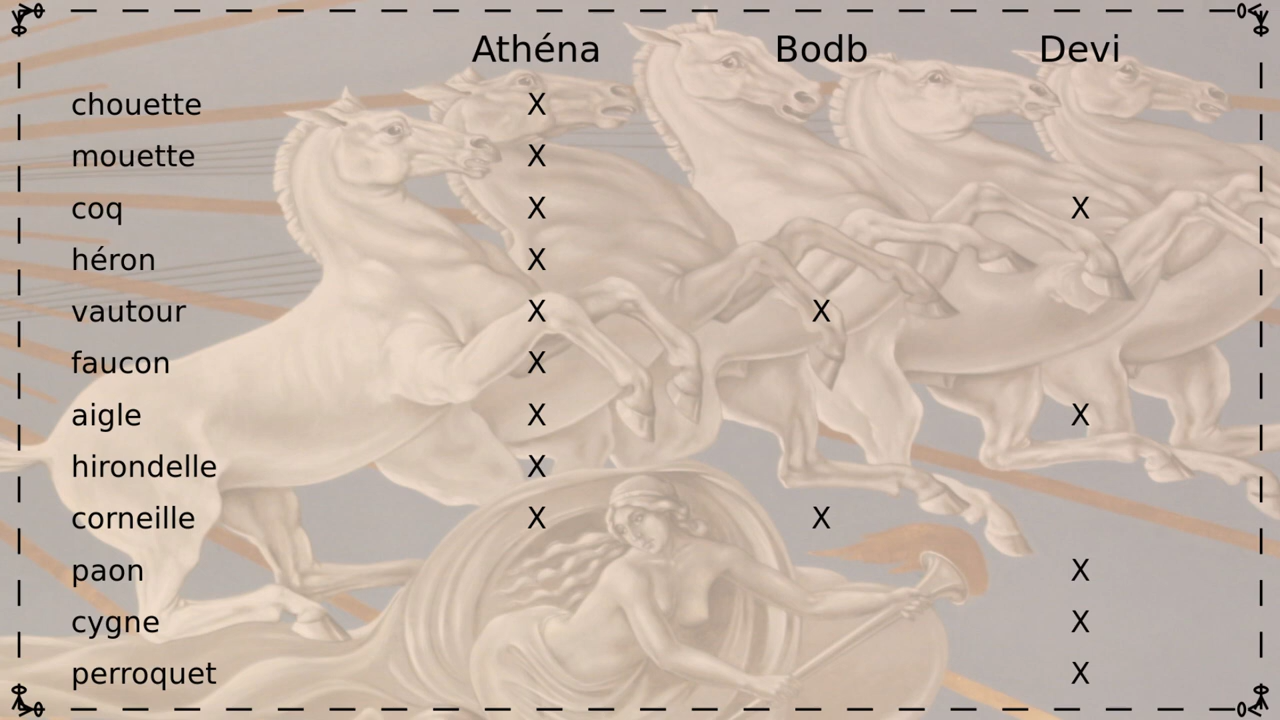 Athéna Bodb Devi
chouette X
mouette X
coq X X
héron X
vautour X X
faucon X
aigle X X
hirondelle X
corneille X X
paon X
cygne X
perroquet X